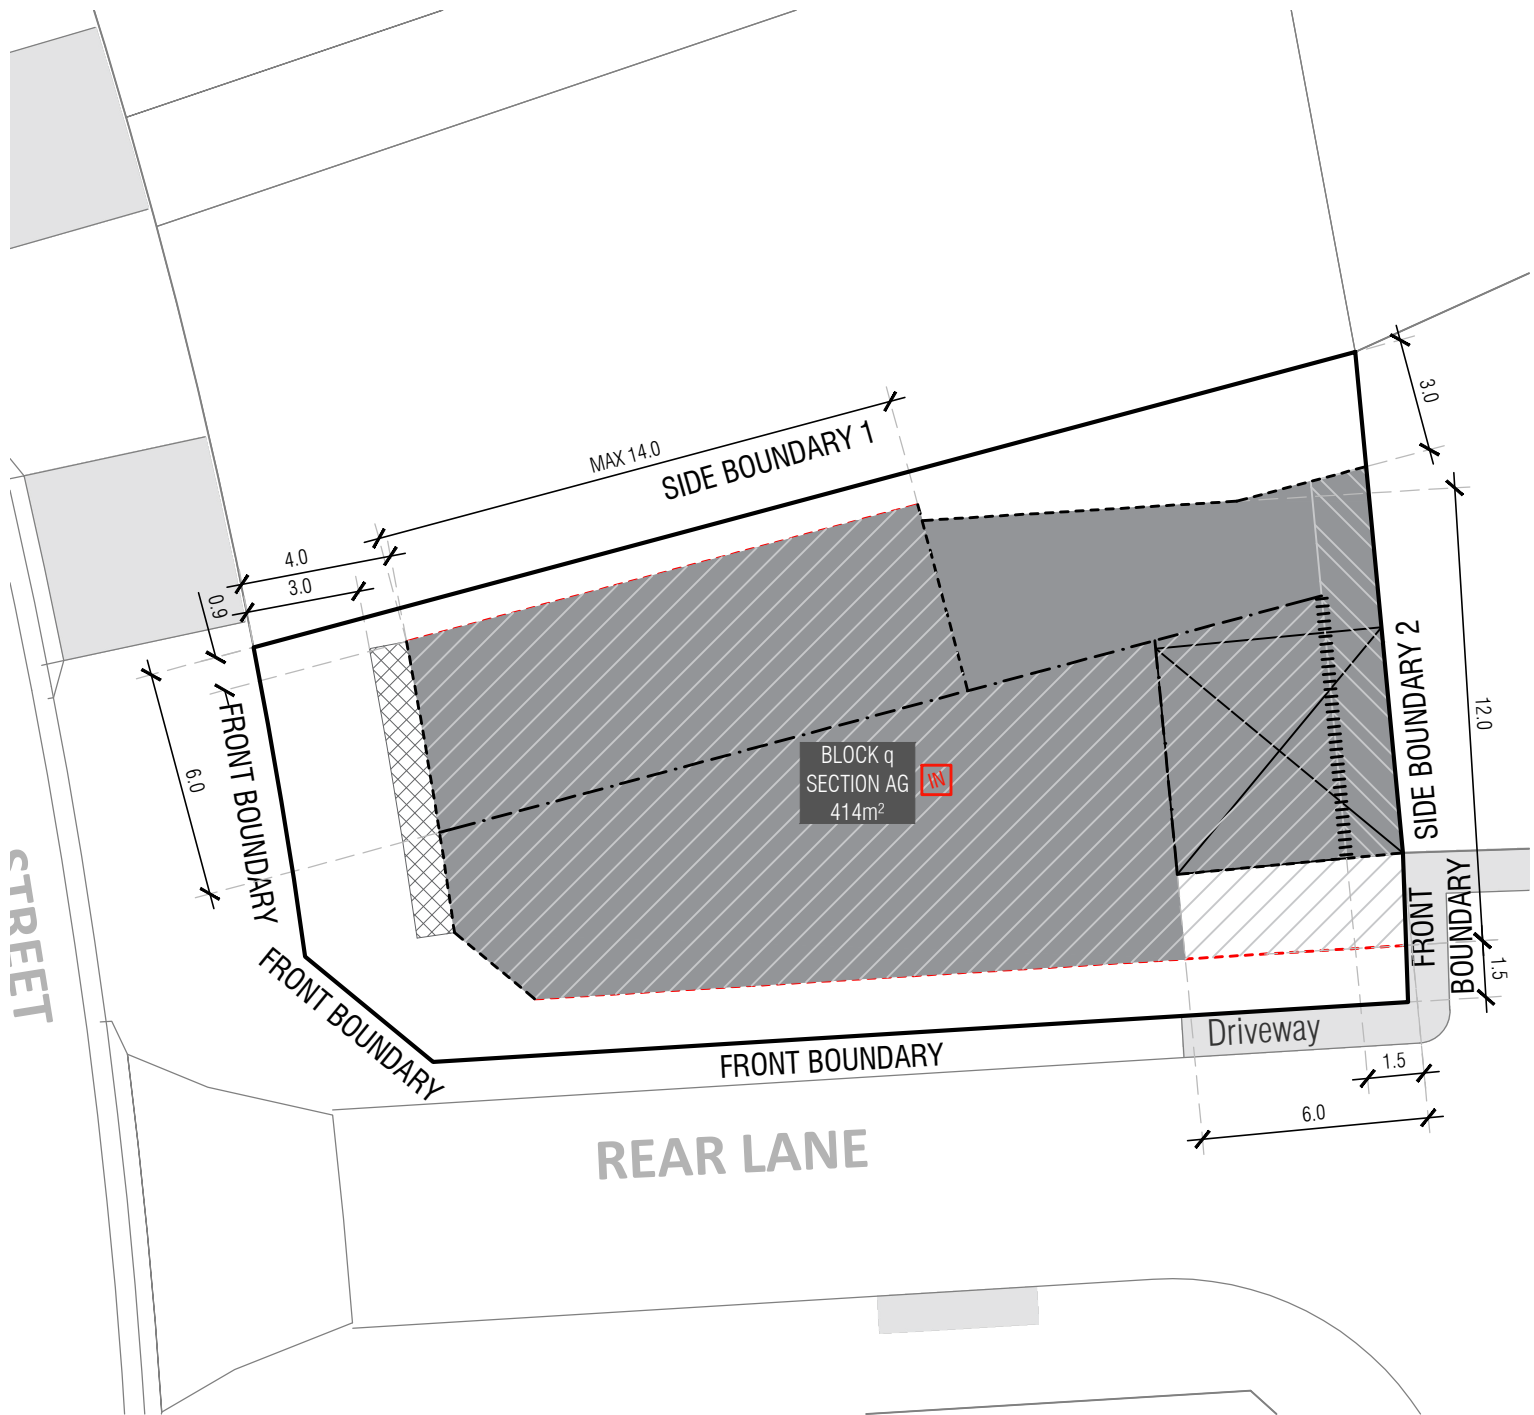 3.0
MAX 14.0
SIDE BOUNDARY 1
4.0
3.0
0.9
6.0
FRONT BOUNDARY
12.0
SIDE BOUNDARY 2
BLOCK q
SECTION AG
414m²
IN
STREET
FRONT
BOUNDARY
1.5
FRONT BOUNDARY
FRONT BOUNDARY
Driveway
1.5
6.0
REAR LANE